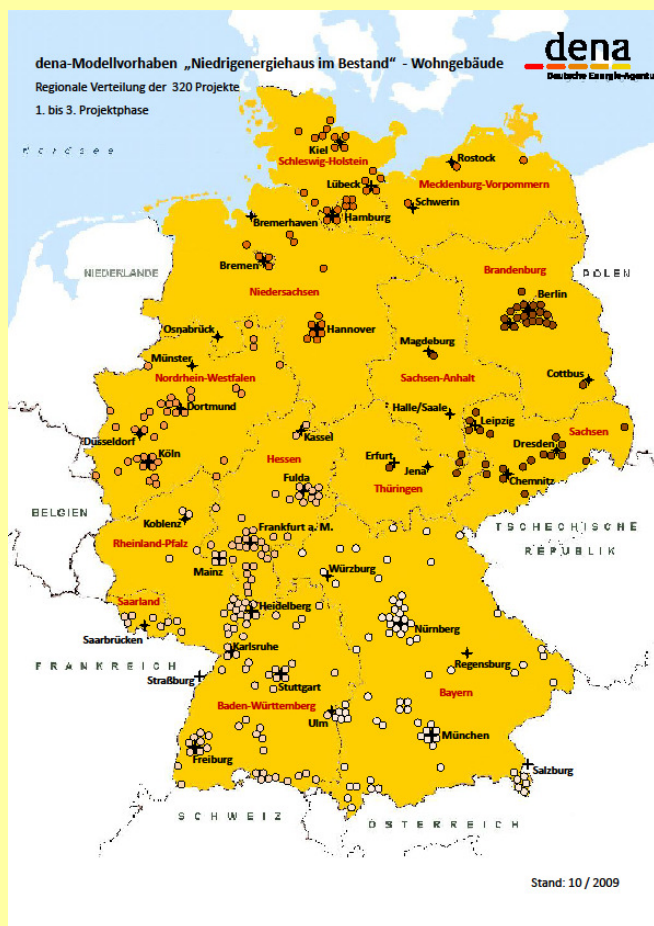 dena-Modellvorhaben „Niedrigenergiehaus im Bestand“ - Wohngebäude
dena
Deutsche Energie-Agentur
Regionale Verteilung der 320 Projekte
1. bis 3. Projektphase
Nordsee
Kiel
Schleswig-Holstein
Rostock
Lübeck
Mecklenburg-Vorpommern
Schwerin
Hamburg
Bremerhaven
Bremen
NIEDERLANDE
Brandenburg
POLEN
Niedersachsen
Berlin
Osnabrück
Hannover
Magdeburg
Münster
Nordrhein-Westfalen
Sachsen-Anhalt
Cottbus
Dortmund
Halle/Saale
Leipzig
Sachsen
Düsseldorf
Kassel
Dresden
Köln
Hessen
Erfurt
Jena
Chemnitz
Fulda
Thüringen
BELGIEN
Koblenz
Frankfurt a. M.
TSCHECHISCHE
REPUBLIK
Rheinland-Pfalz
Mainz
Würzburg
Saarland
Heidelberg
Nürnberg
Saarbrücken
Karlsruhe
FRANKREICH
Regensburg
Straßburg
Stuttgart
Bayern
Baden-Württemberg
Ulm
München
Freiburg
Salzburg
SCHWEIZ
ÖSTERREICH
Stand: 10 / 2009